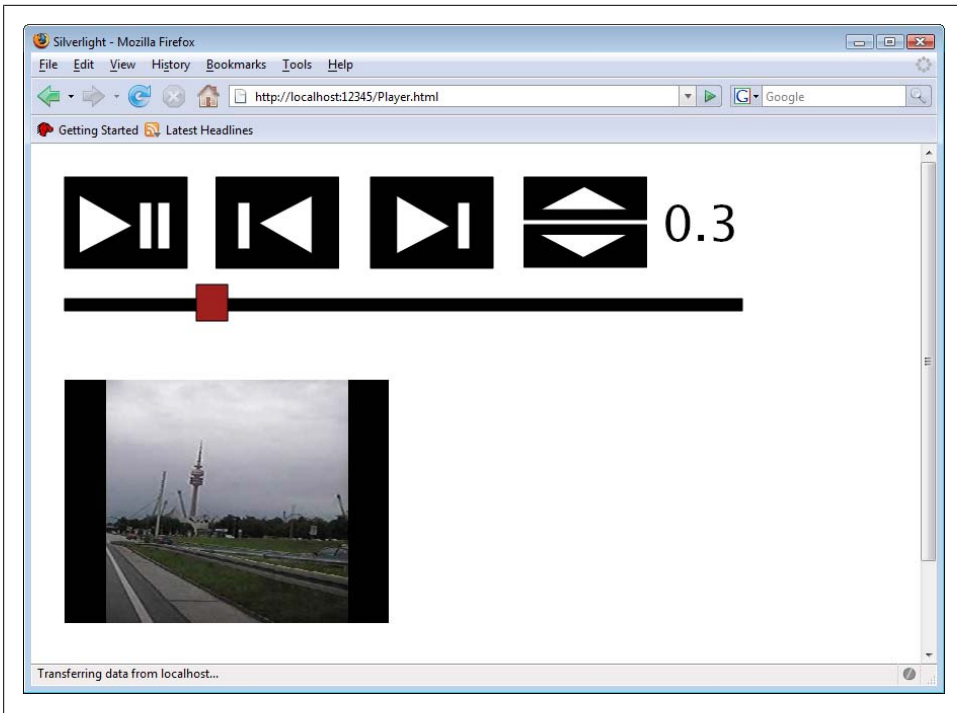 Silverlight - Mozilla Firefox
File Edit View History Bookmarks Tools Help
http://localhost:12345/Player.html
G Google
Getting Started Latest Headlines
0.3
Transferring data from localhost...